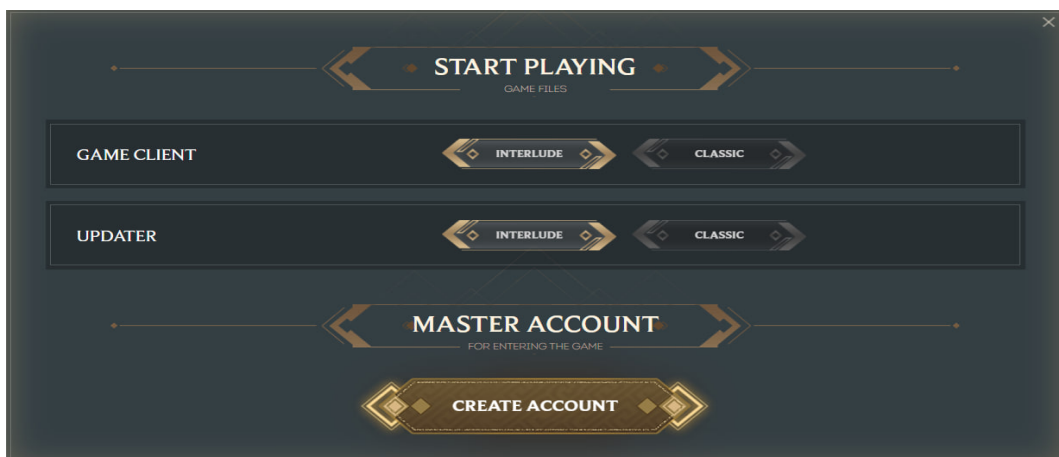 START PLAYING
GAME FILES
GAME CLIENT INTERLUDE CLASSIC
UPDATER INTERLUDE CLASSIC
MASTER ACCOUNT
FOR ENTERING THE GAME
CREATE ACCOUNT